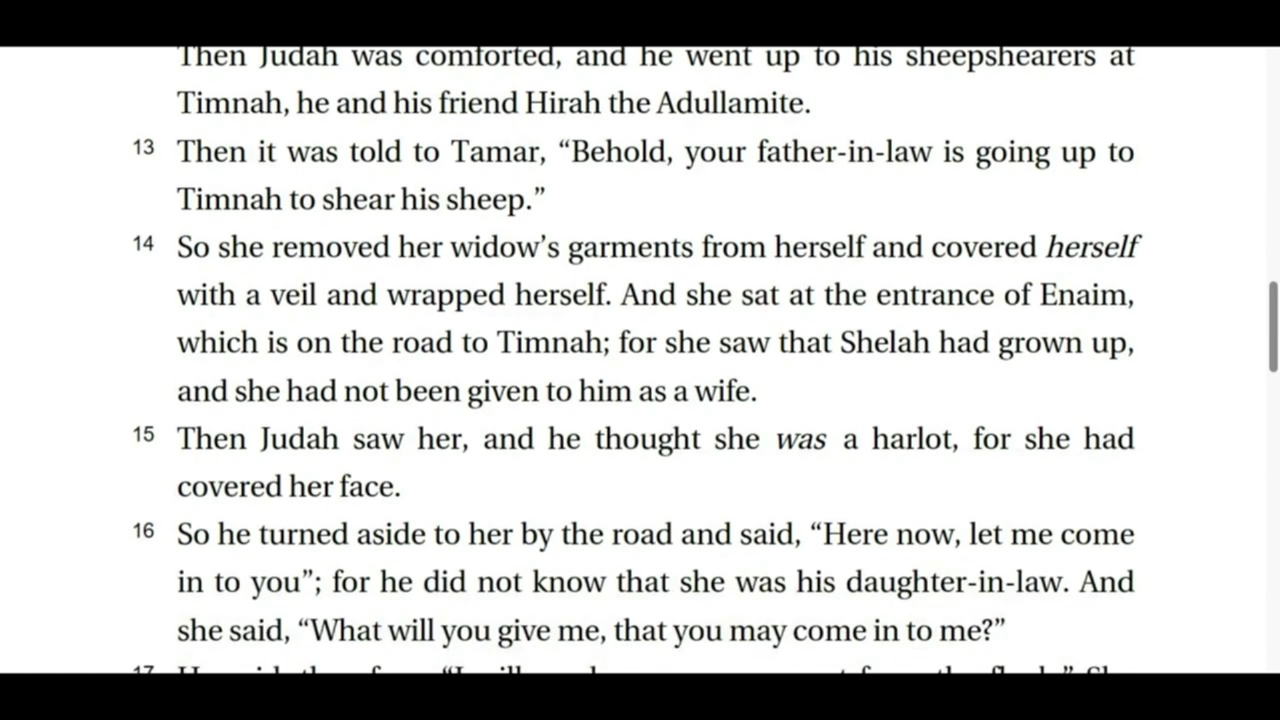 Then Judah was comforted, and he went up to his sheepshearers at
Timnah, he and his friend Hirah the Adullamite.
13 Then it was told to Tamar, “Behold, your father-in-law is going up to
Timnah to shear his sheep.”
14 So she removed her widow’s garments from herself and covered herself
with a veil and wrapped herself. And she sat at the entrance of Enaim,
which is on the road to Timnah; for she saw that Shelah had grown up,
and she had not been given to him as a wife.
15 Then Judah saw her, and he thought she was a harlot, for she had
covered her face.
16 So he turned aside to her by the road and said, “Here now, let me come
in to you”; for he did not know that she was his daughter-in-law. And
she said, “What will you give me, that you may come in to me?”
17